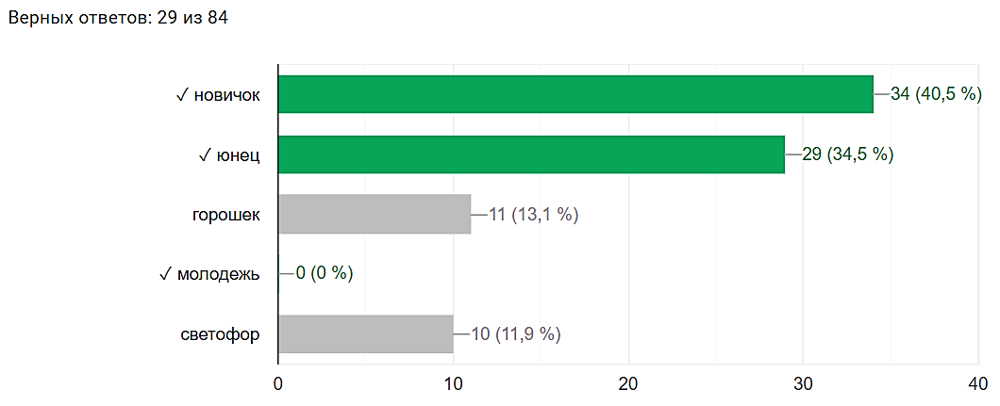 Верных ответов: 29 из 84
✓ новичок 34 (40,5 %)
✓ юнец 29 (34,5 %)
горошек 11 (13,1 %)
✓ молодежь 0 (0 %)
светофор 10 (11,9 %)
0 10 20 30 40